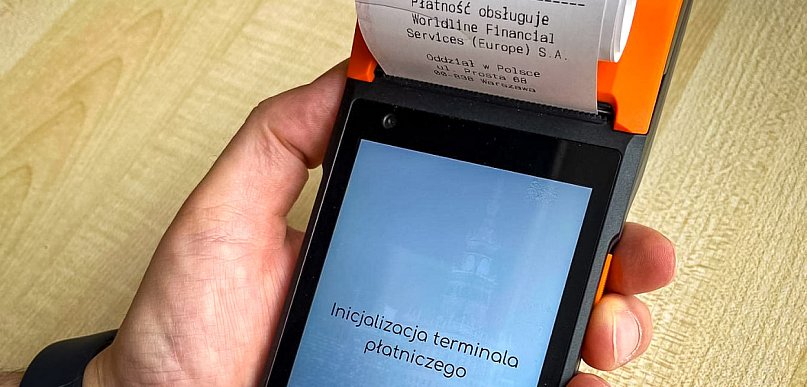 Płatność obsługuje
Worldline Financial
Services (Europe) S.A.
Oddział w Polsce
ul. Prosta 68
00-838 Warszawa
Inicjalizacja terminala
płatniczego